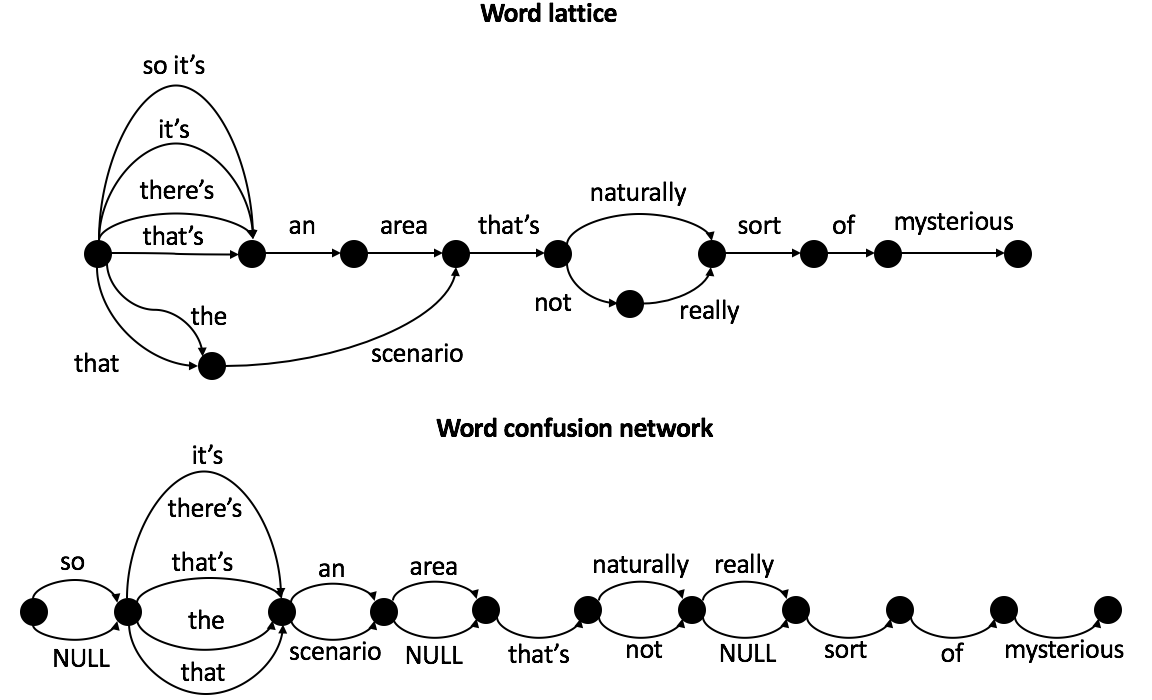 Word lattice
so it's
it's
there's
that's
an
area
that's
naturally
sort
of
mysterious
not
really
the
that
scenario
Word confusion network
it's
there's
so
that's
an
area
naturally
really
the
NULL
that
scenario
NULL
that's
not
NULL
sort
of
mysterious